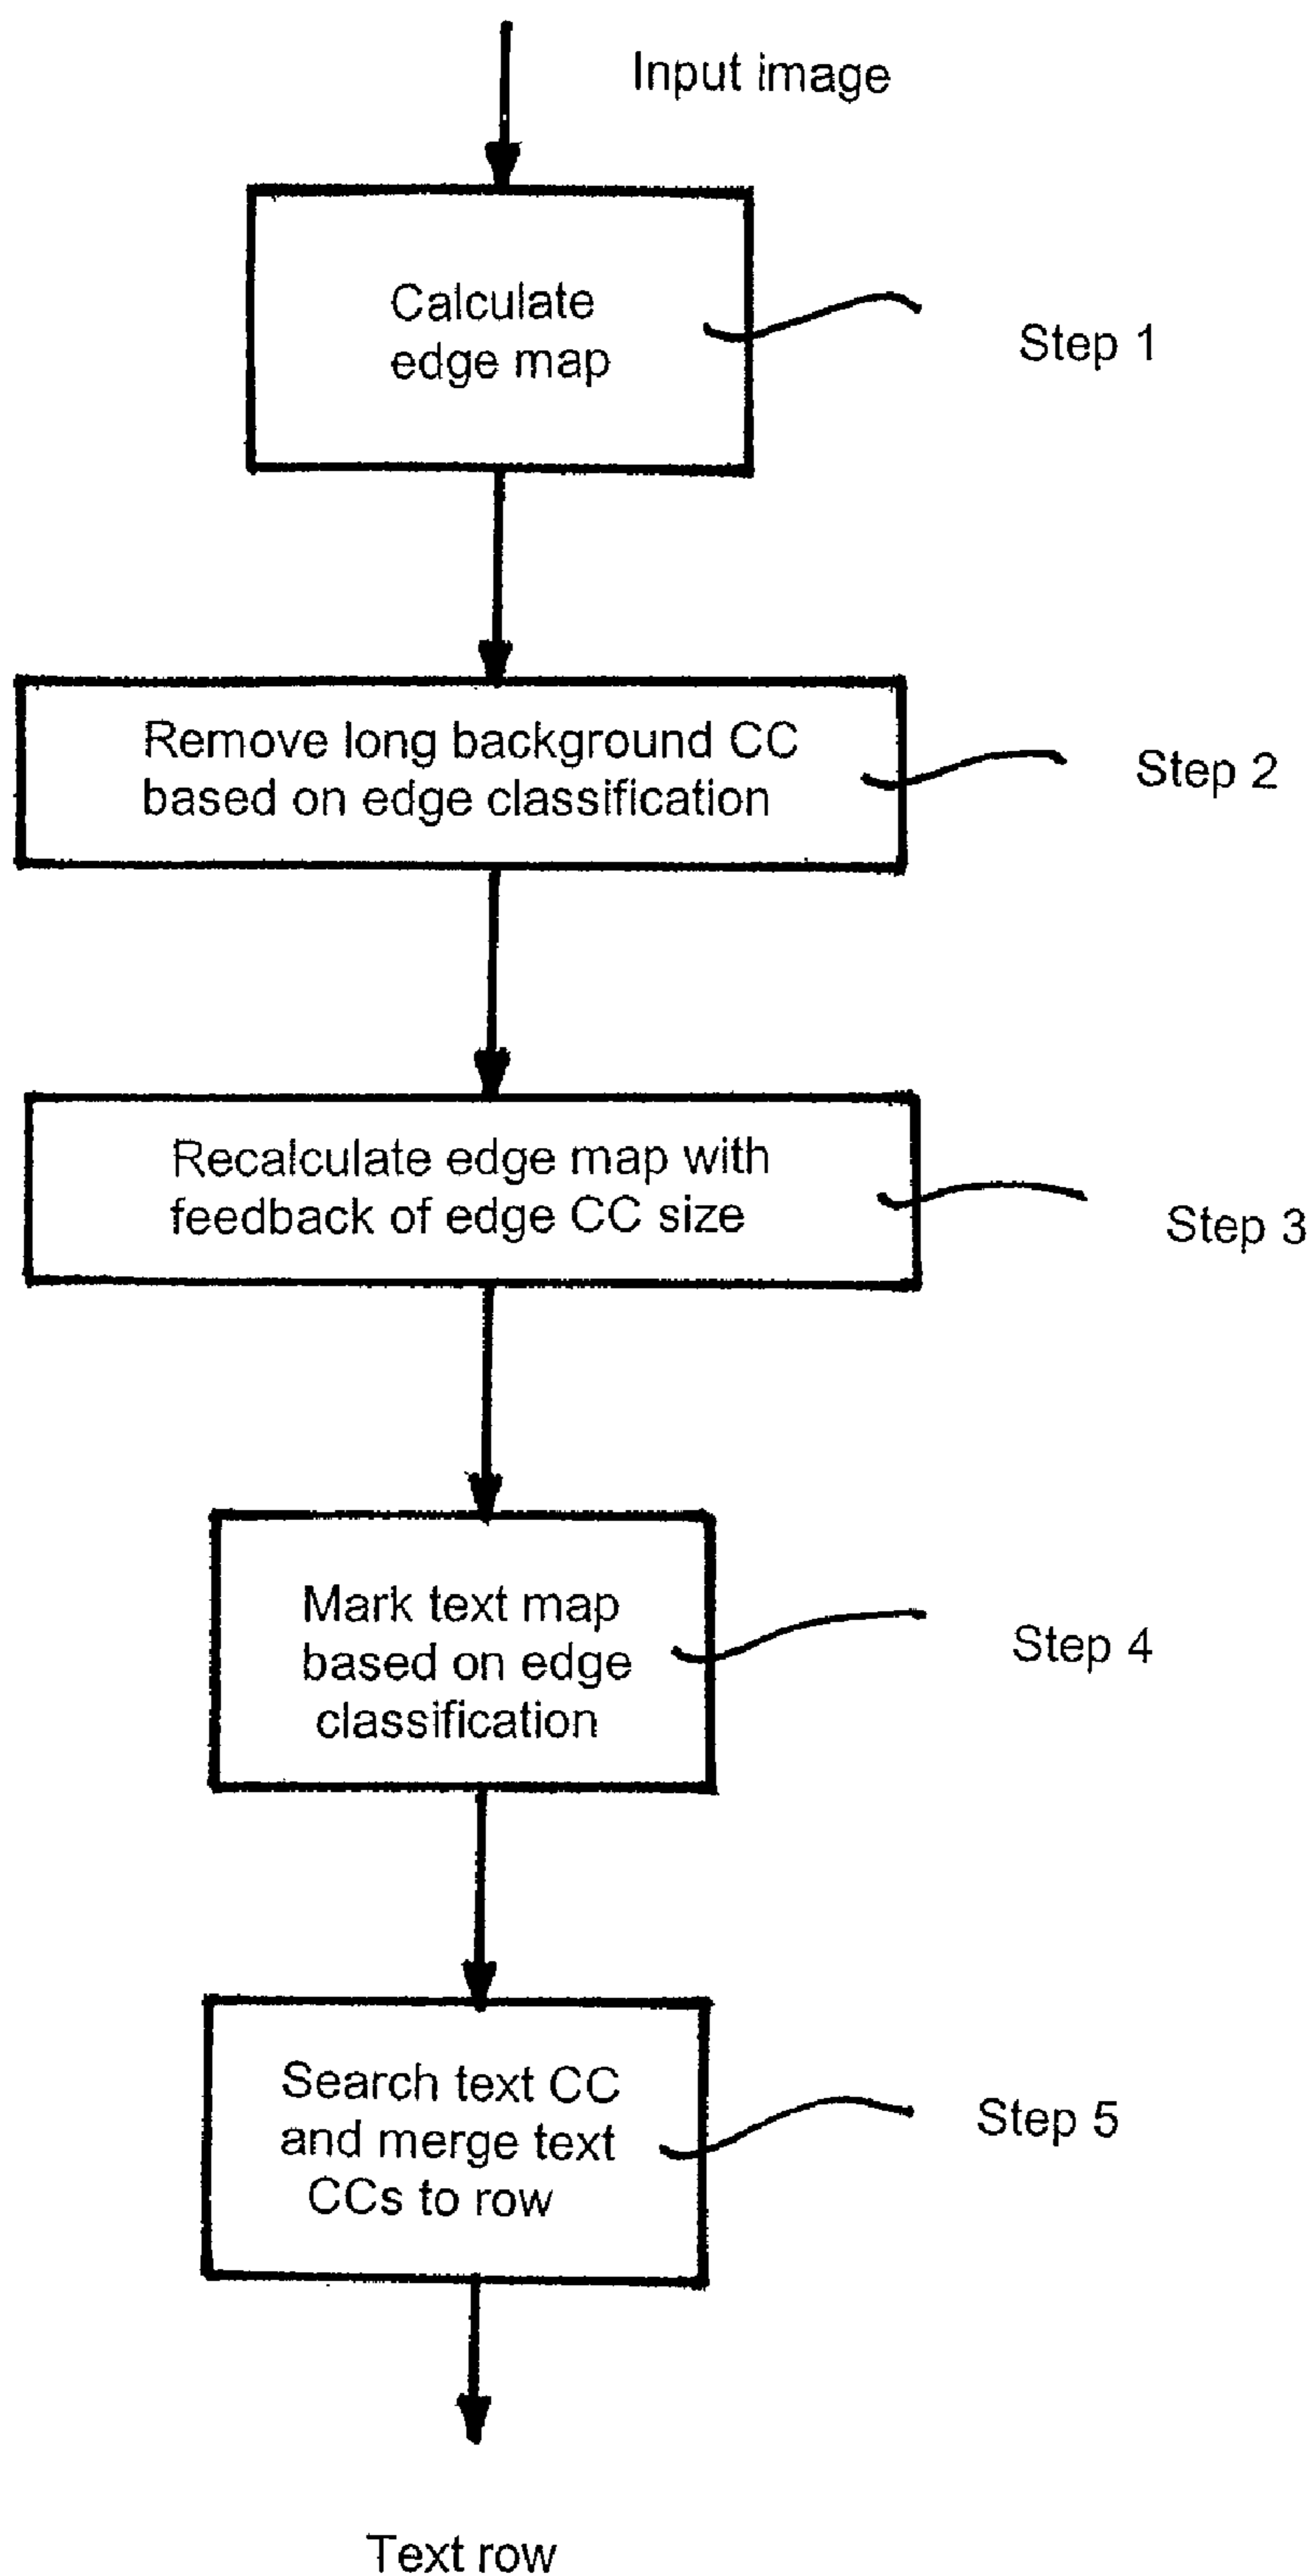 Input image
Calculate
edge map
Step 1
Remove long background CC
based on edge classification
Step 2
Recalculate edge map with
feedback of edge CC size
Step 3
Mark text map
based on edge
classification
Step 4
Search text CC
and merge text
CCs to row
Step 5
Text row